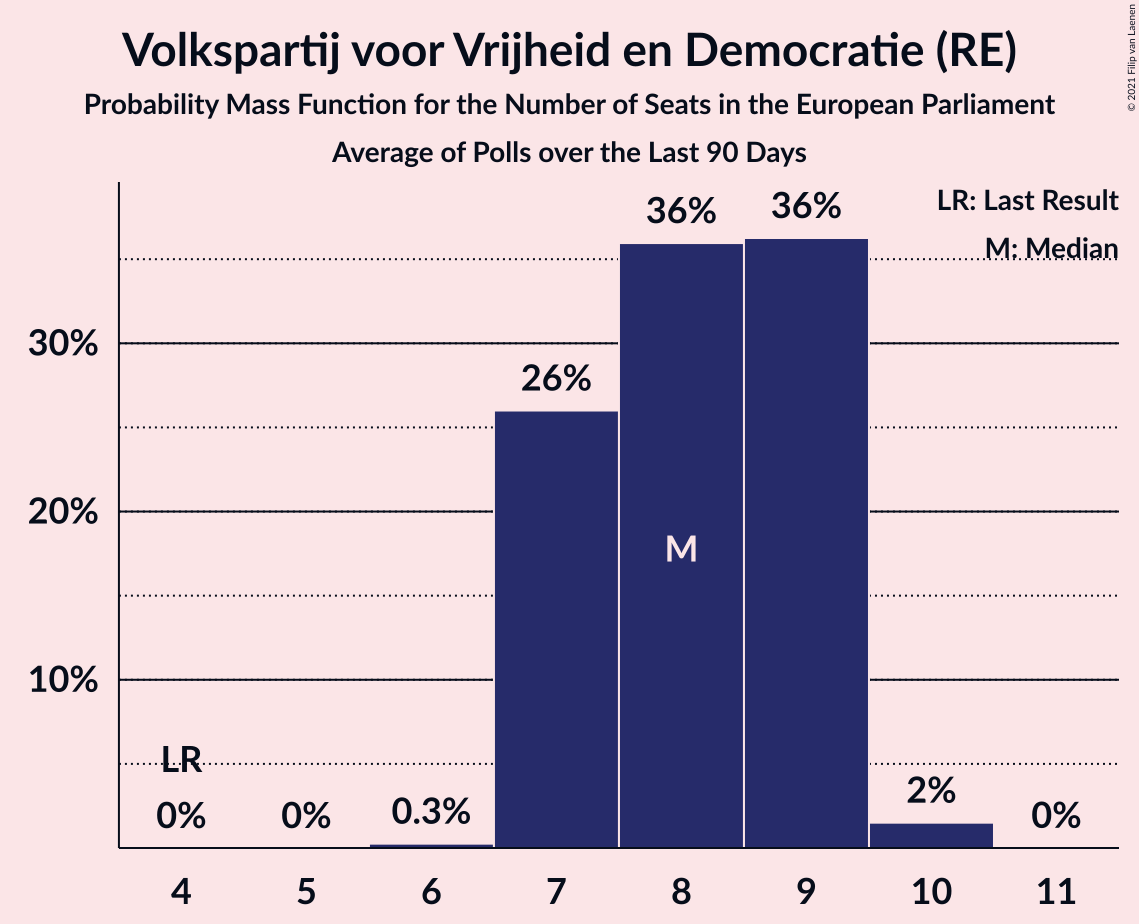 Volkspartij voor Vrijheid en Democratie (RE)
Probability Mass Function for the Number of Seats in the European Parliament
Average of Polls over the Last 90 Days
© 2021 Filip van Laenen
LR: Last Result
M: Median
36%
36%
30%
26%
20%
M
10%
LR
0%
0%
0.3%
2%
0%
4
5
6
7
8
9
10
11